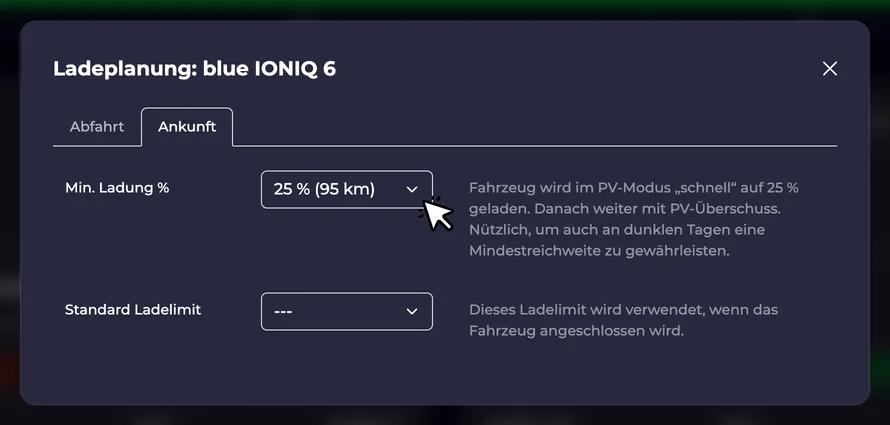 Ladeplanung: blue IONIQ 6
Abfahrt
Ankunft
Min. Ladung %
25 % (95 km)
Fahrzeug wird im PV-Modus „schnell“ auf 25 %
geladen. Danach weiter mit PV-Überschuss.
Nützlich, um auch an dunklen Tagen eine
Mindestreichweite zu gewährleisten.
Standard Ladelimit
---
Dieses Ladelimit wird verwendet, wenn das
Fahrzeug angeschlossen wird.